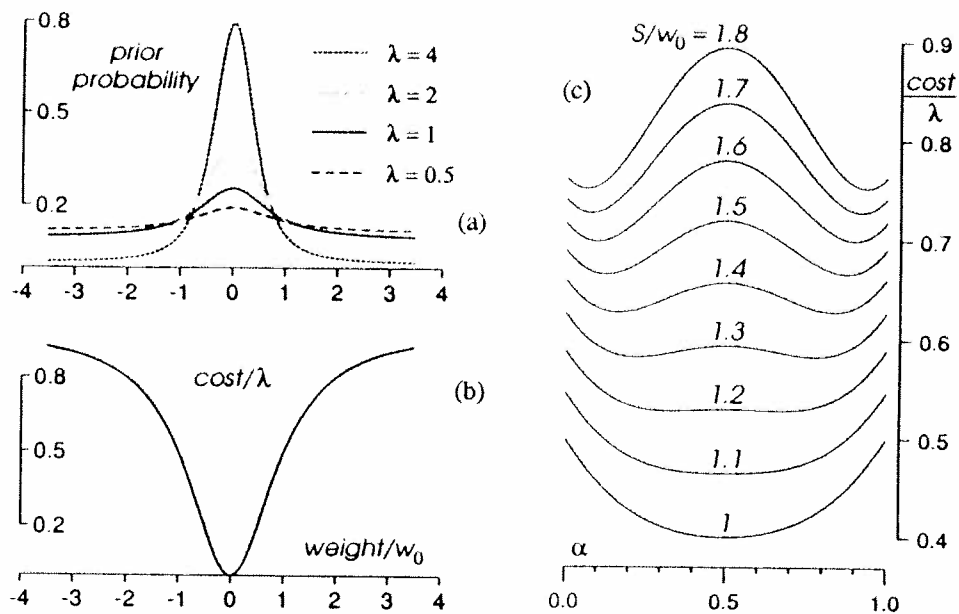 0.8
prior
probability
λ = 4
λ = 2
λ = 1
λ = 0.5
0.5
0.2
(a)
-4 -3 -2 -1 0 1 2 3 4
0.8
cost/λ
(b)
0.5
0.2
weight/w0
-4 -3 -2 -1 0 1 2 3 4
S/w0 = 1.8
(c)
1.7
1.6
1.5
1.4
1.3
1.2
1.1
1
0.9
cost
λ
0.8
0.7
0.6
0.5
0.4
α
0.0 0.5 1.0